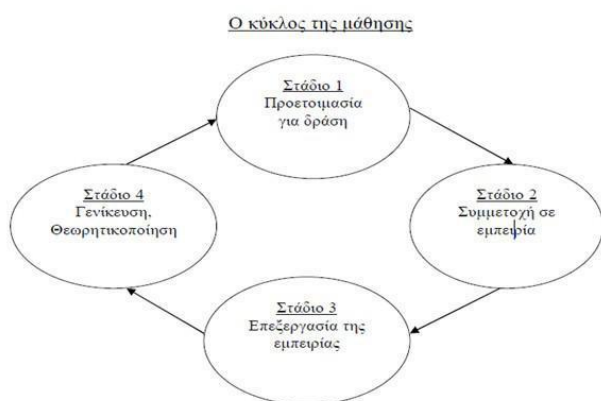 Ο κύκλος της μάθησης
Στάδιο 1
Προετοιμασία
για δράση
Στάδιο 4
Γενίκευση,
Θεωρητικοποίηση
Στάδιο 2
Συμμετοχή σε
εμπειρία
Στάδιο 3
Επεξεργασία της
εμπειρίας